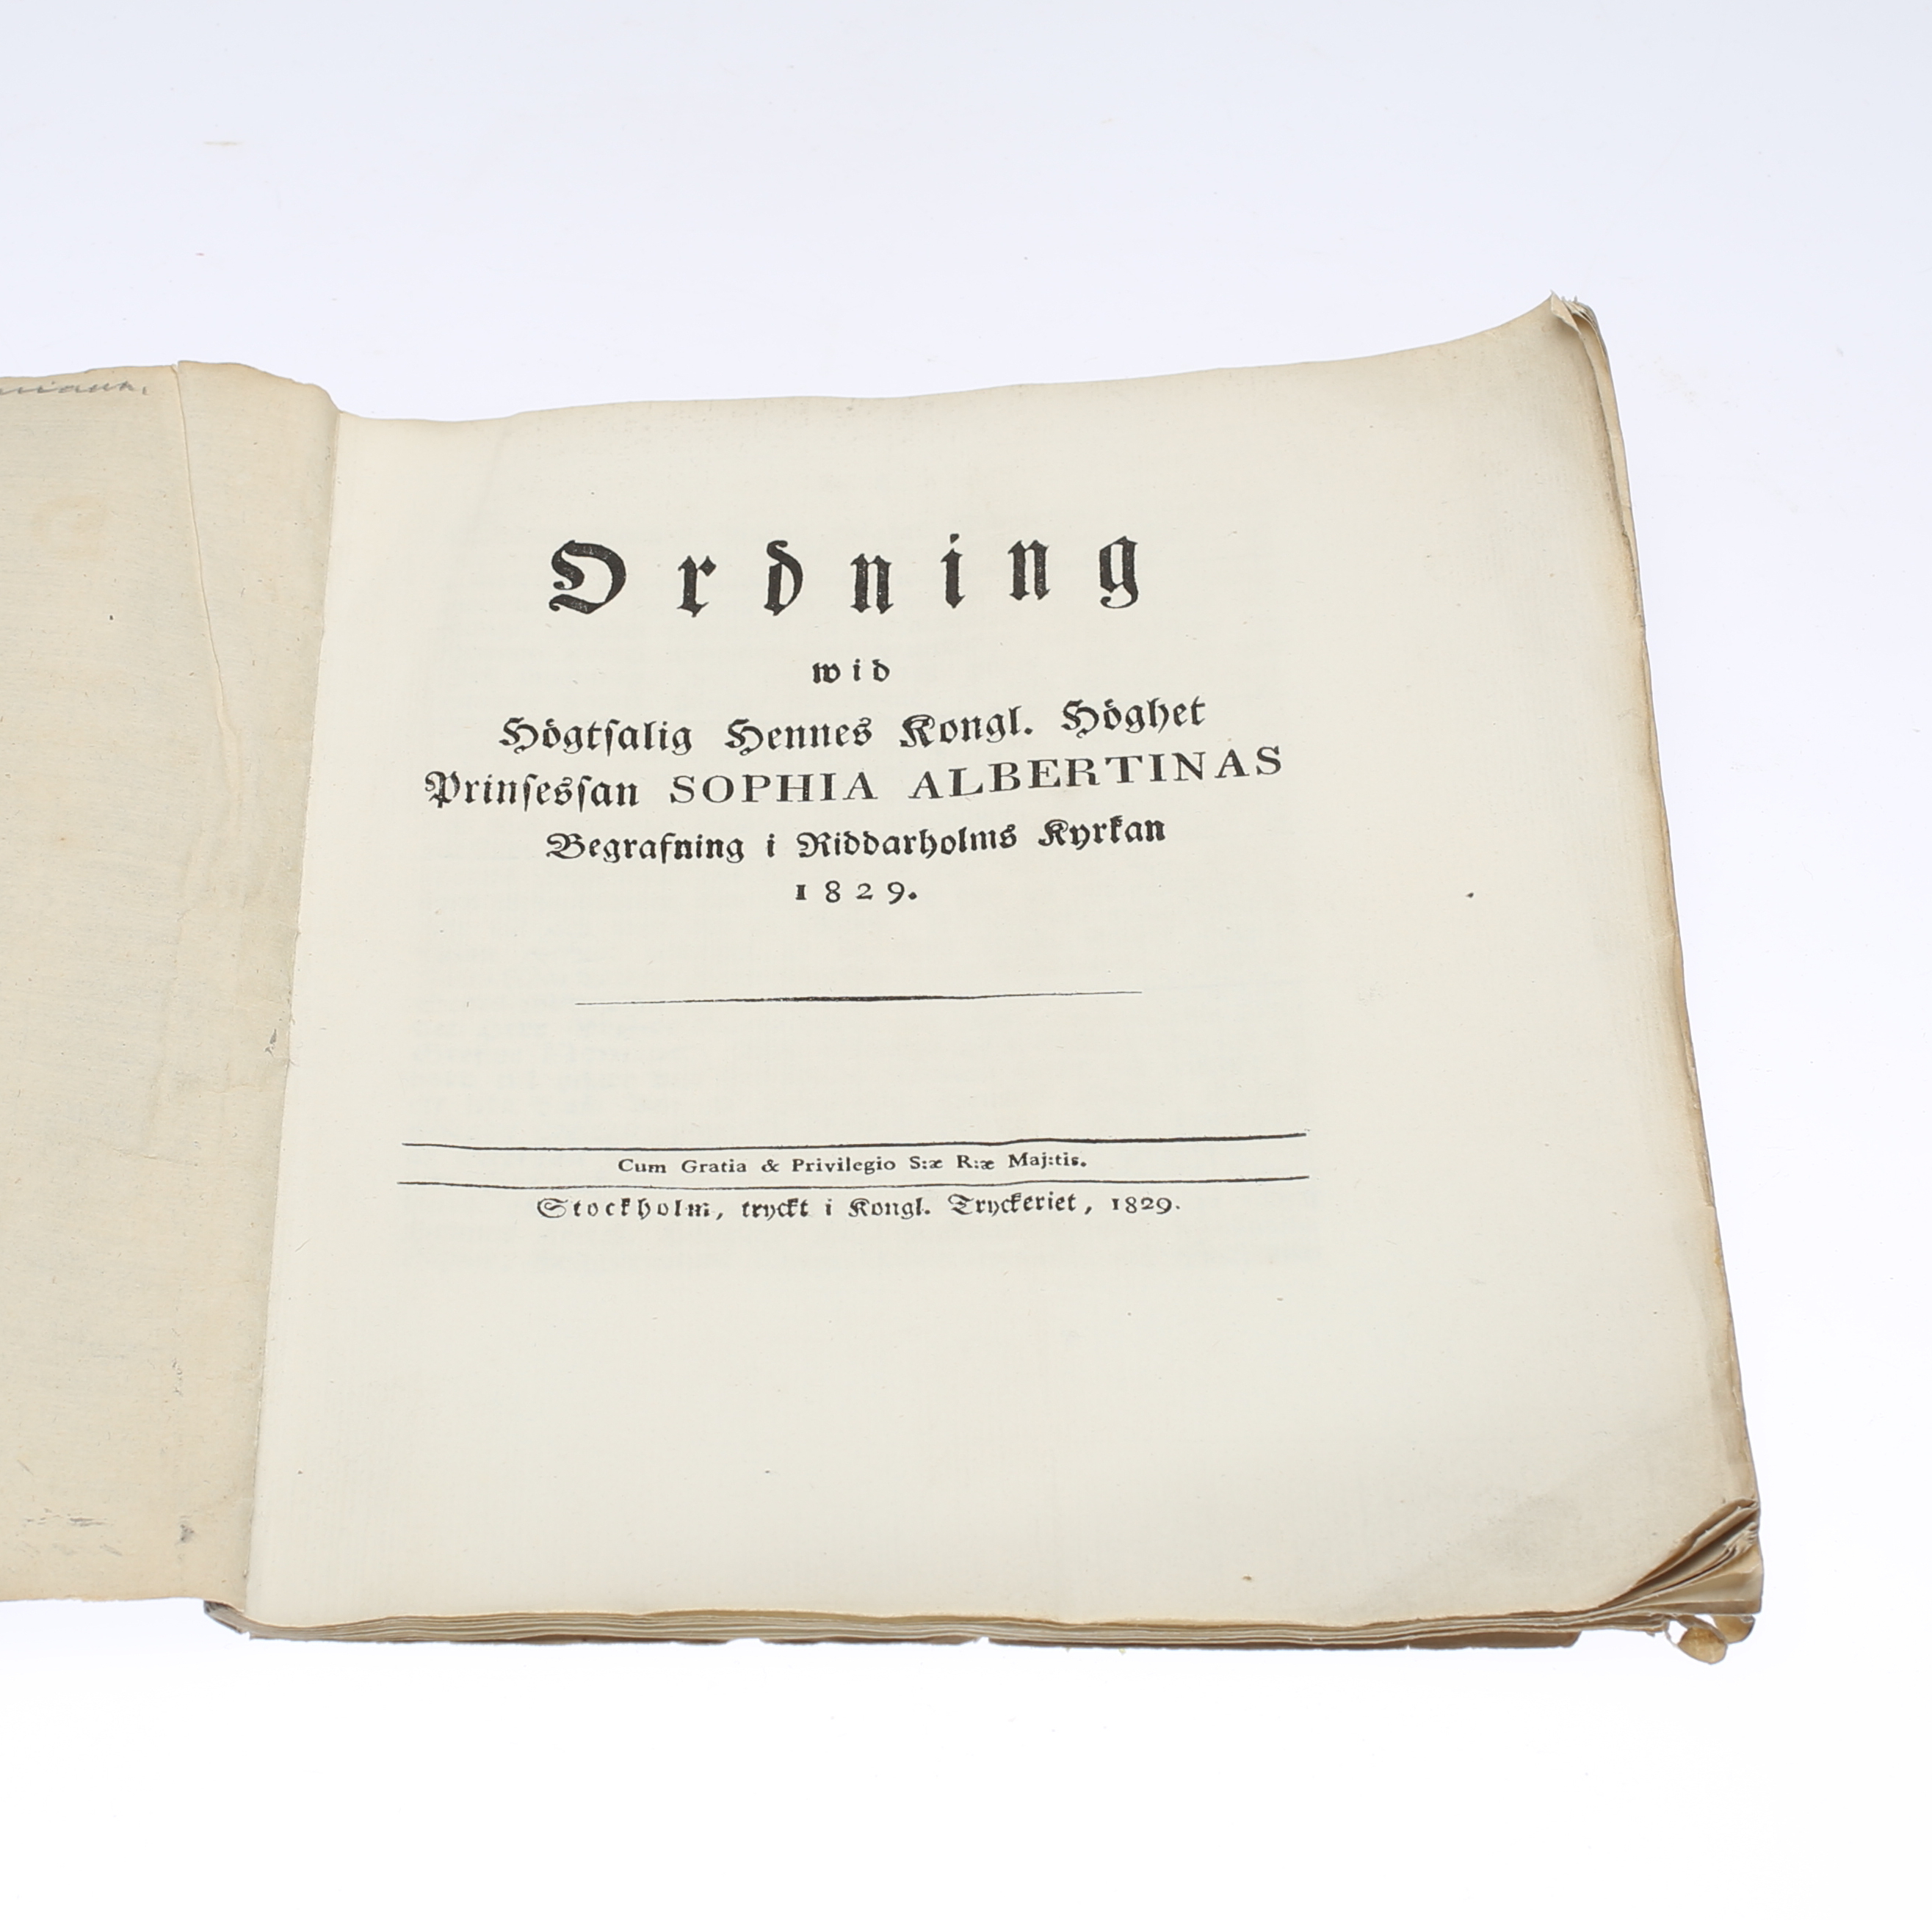 Ordning
wid
Högtſalig Hennes Kongl. Höghet
Prinſesſan SOPHIA ALBERTINAS
Begrafning i Riddarholms Kyrkan
1829.
Cum Gratia & Privilegio S:æ R:æ Maj:tis.
Stockholm, tryckt i Kongl. Tryckeriet, 1829.